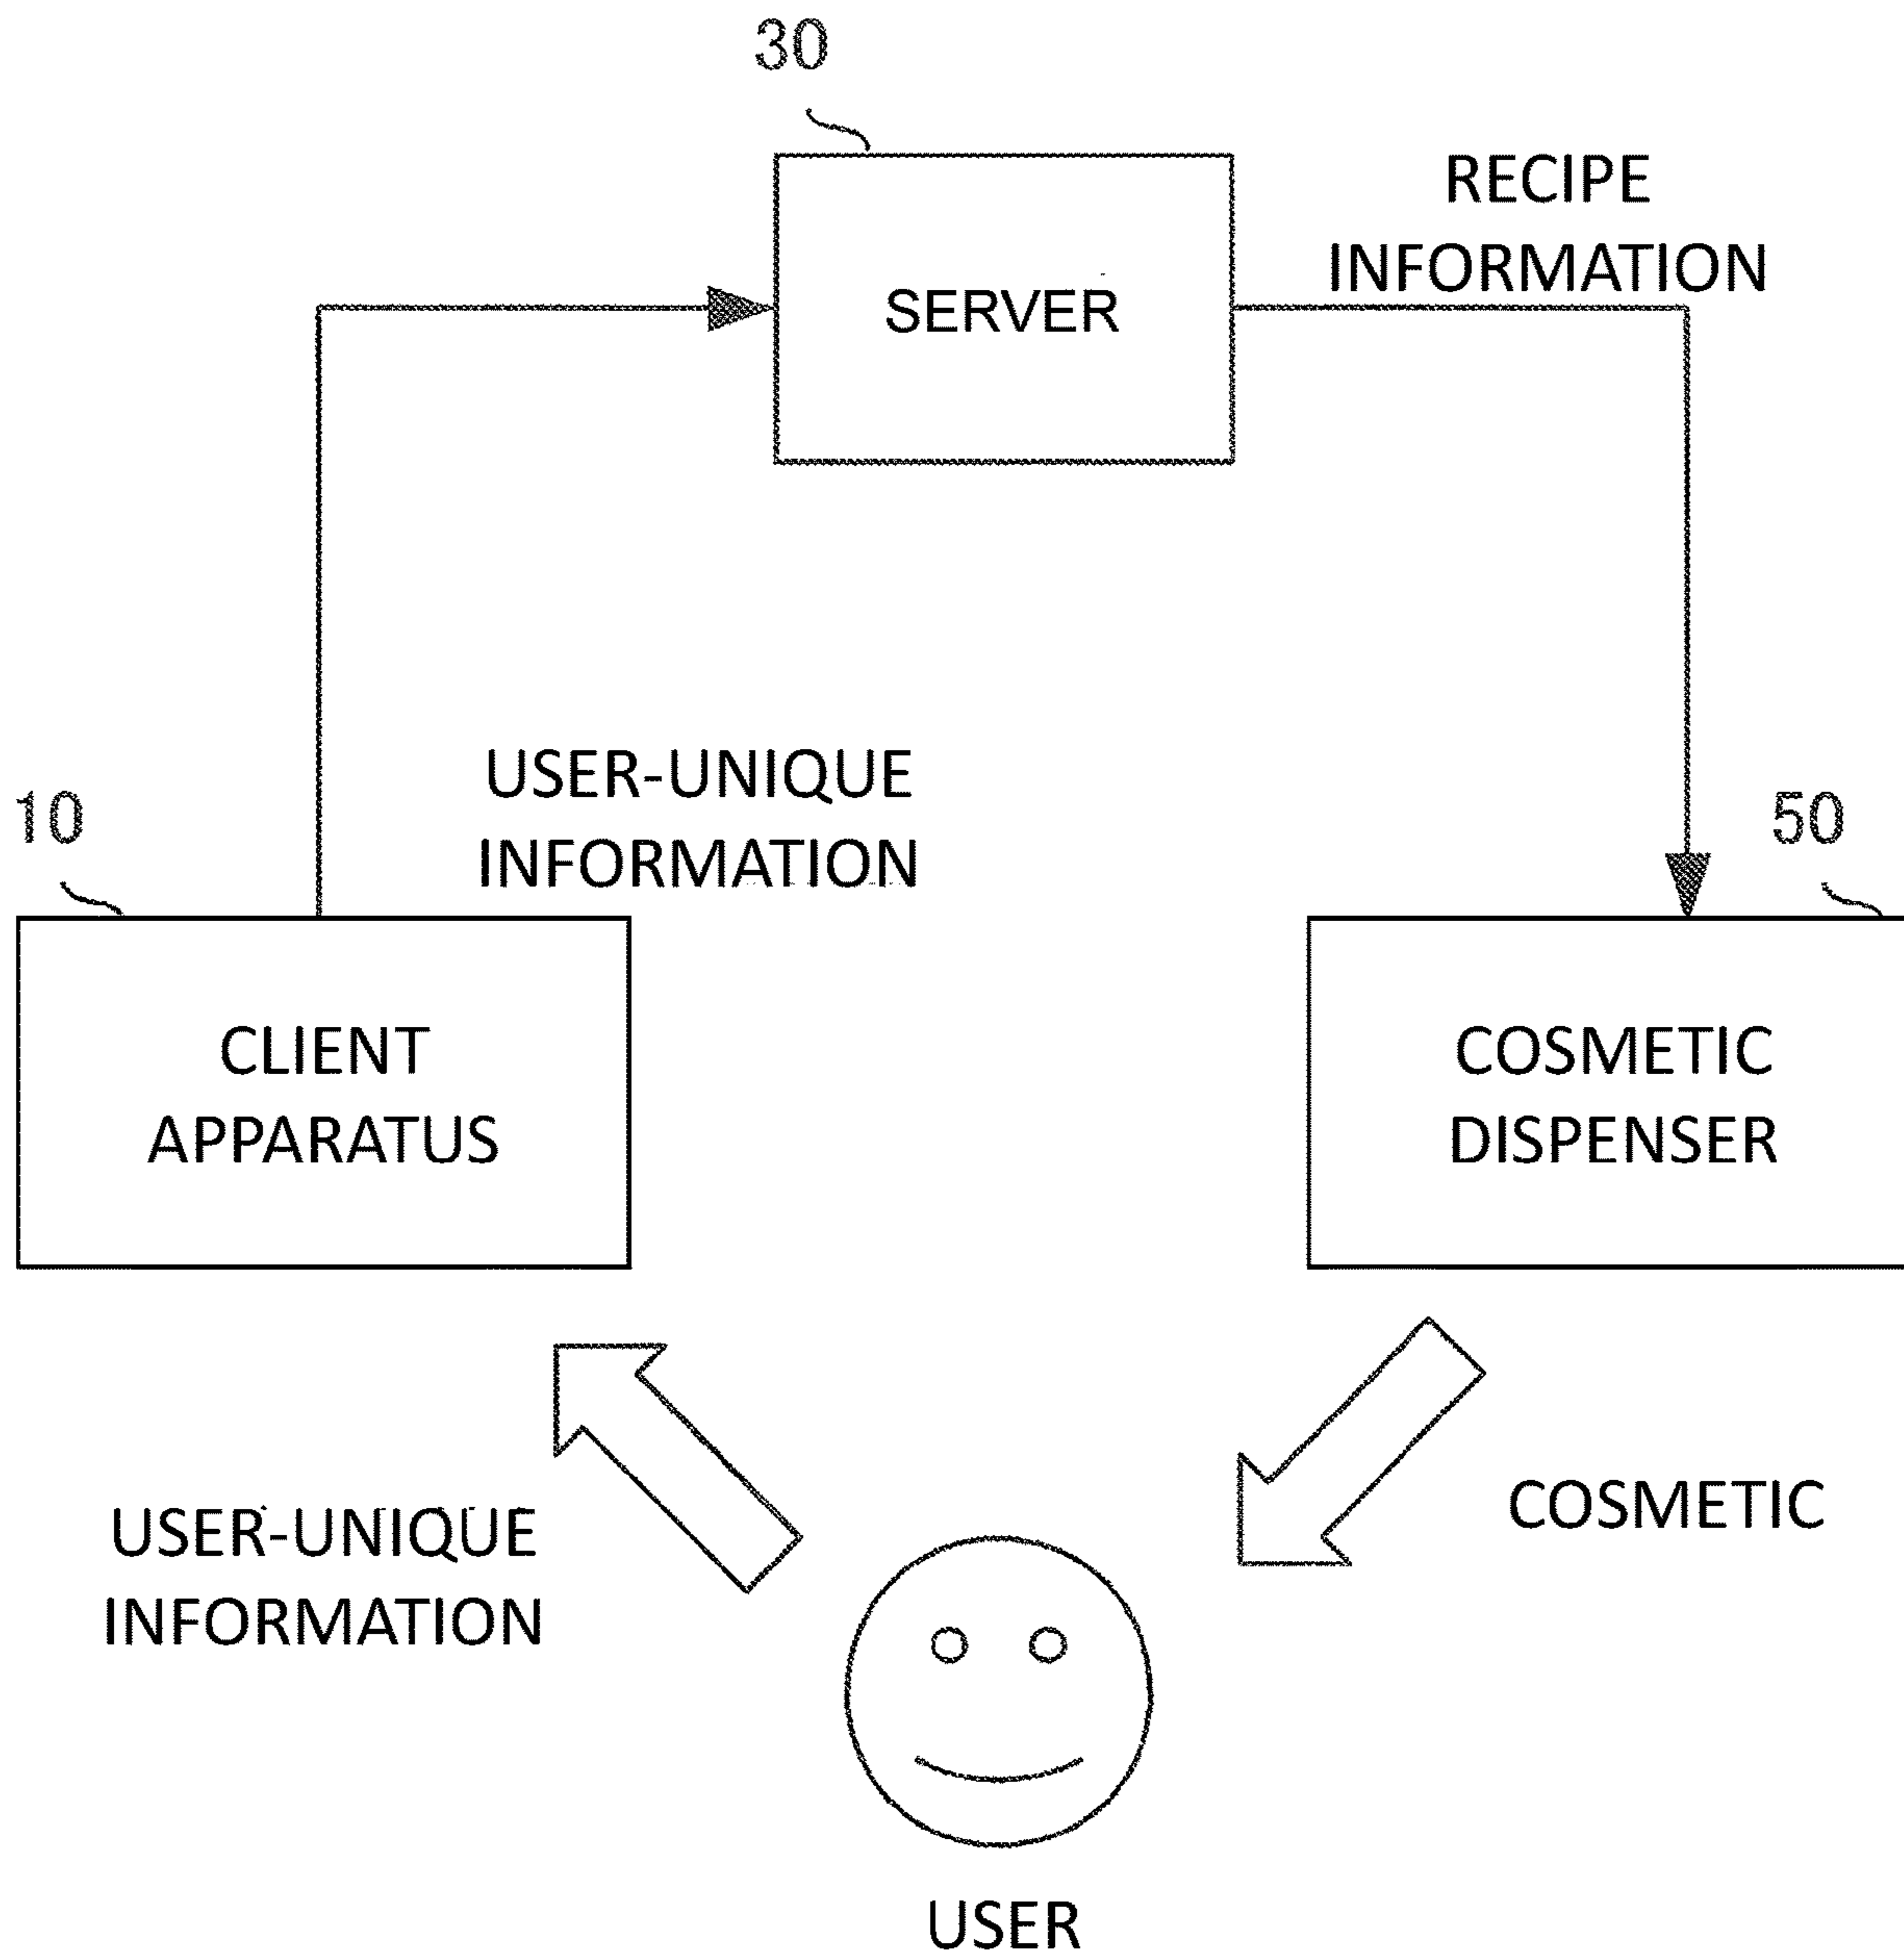 30
RECIPE
INFORMATION
SERVER
USER-UNIQUE
INFORMATION
10
50
CLIENT
APPARATUS
COSMETIC
DISPENSER
USER-UNIQUE
INFORMATION
COSMETIC
USER